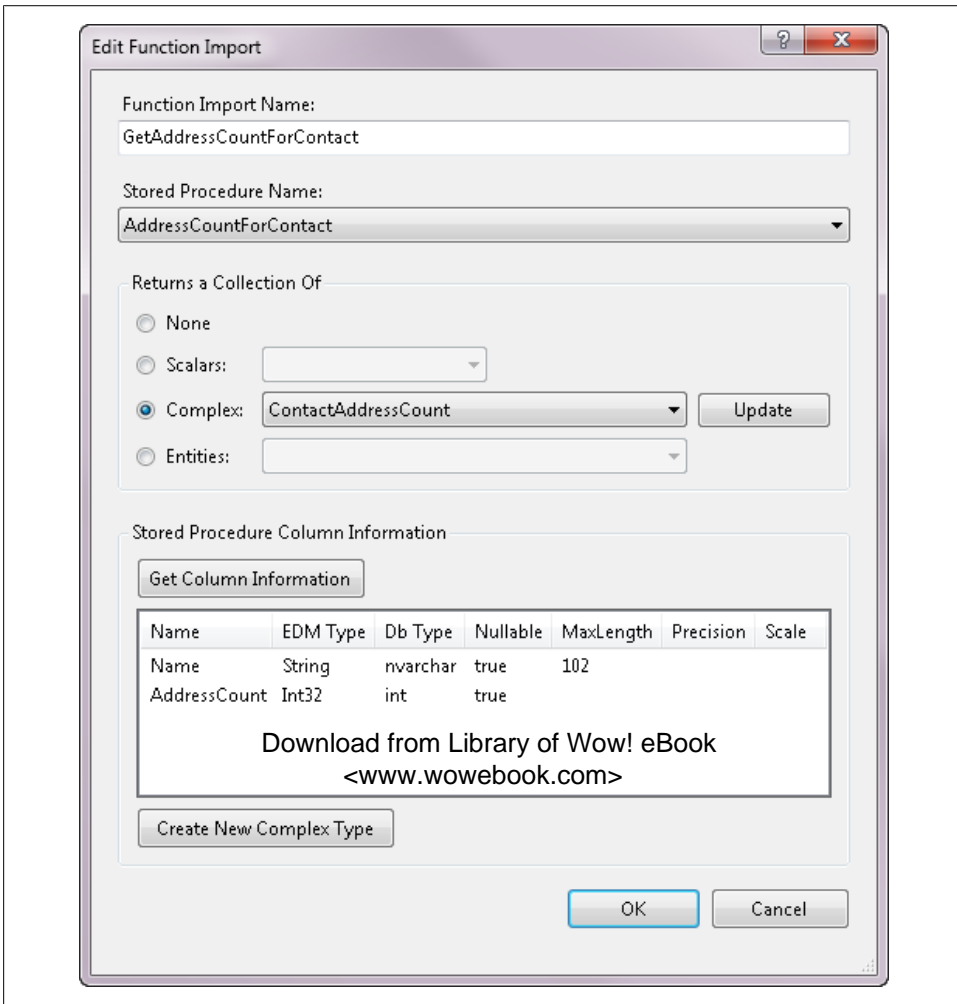 Edit Function Import
?
Function Import Name:
GetAddressCountForContact
Stored Procedure Name:
AddressCountForContact
Returns a Collection Of
None
Scalars:
Complex: ContactAddressCount Update
Entities:
Stored Procedure Column Information
Get Column Information
Name EDM Type Db Type Nullable MaxLength Precision Scale
Name String nvarchar true 102
AddressCount Int32 int true
Download from Library of Wow! eBook
<www.wowebook.com>
Create New Complex Type
OK Cancel